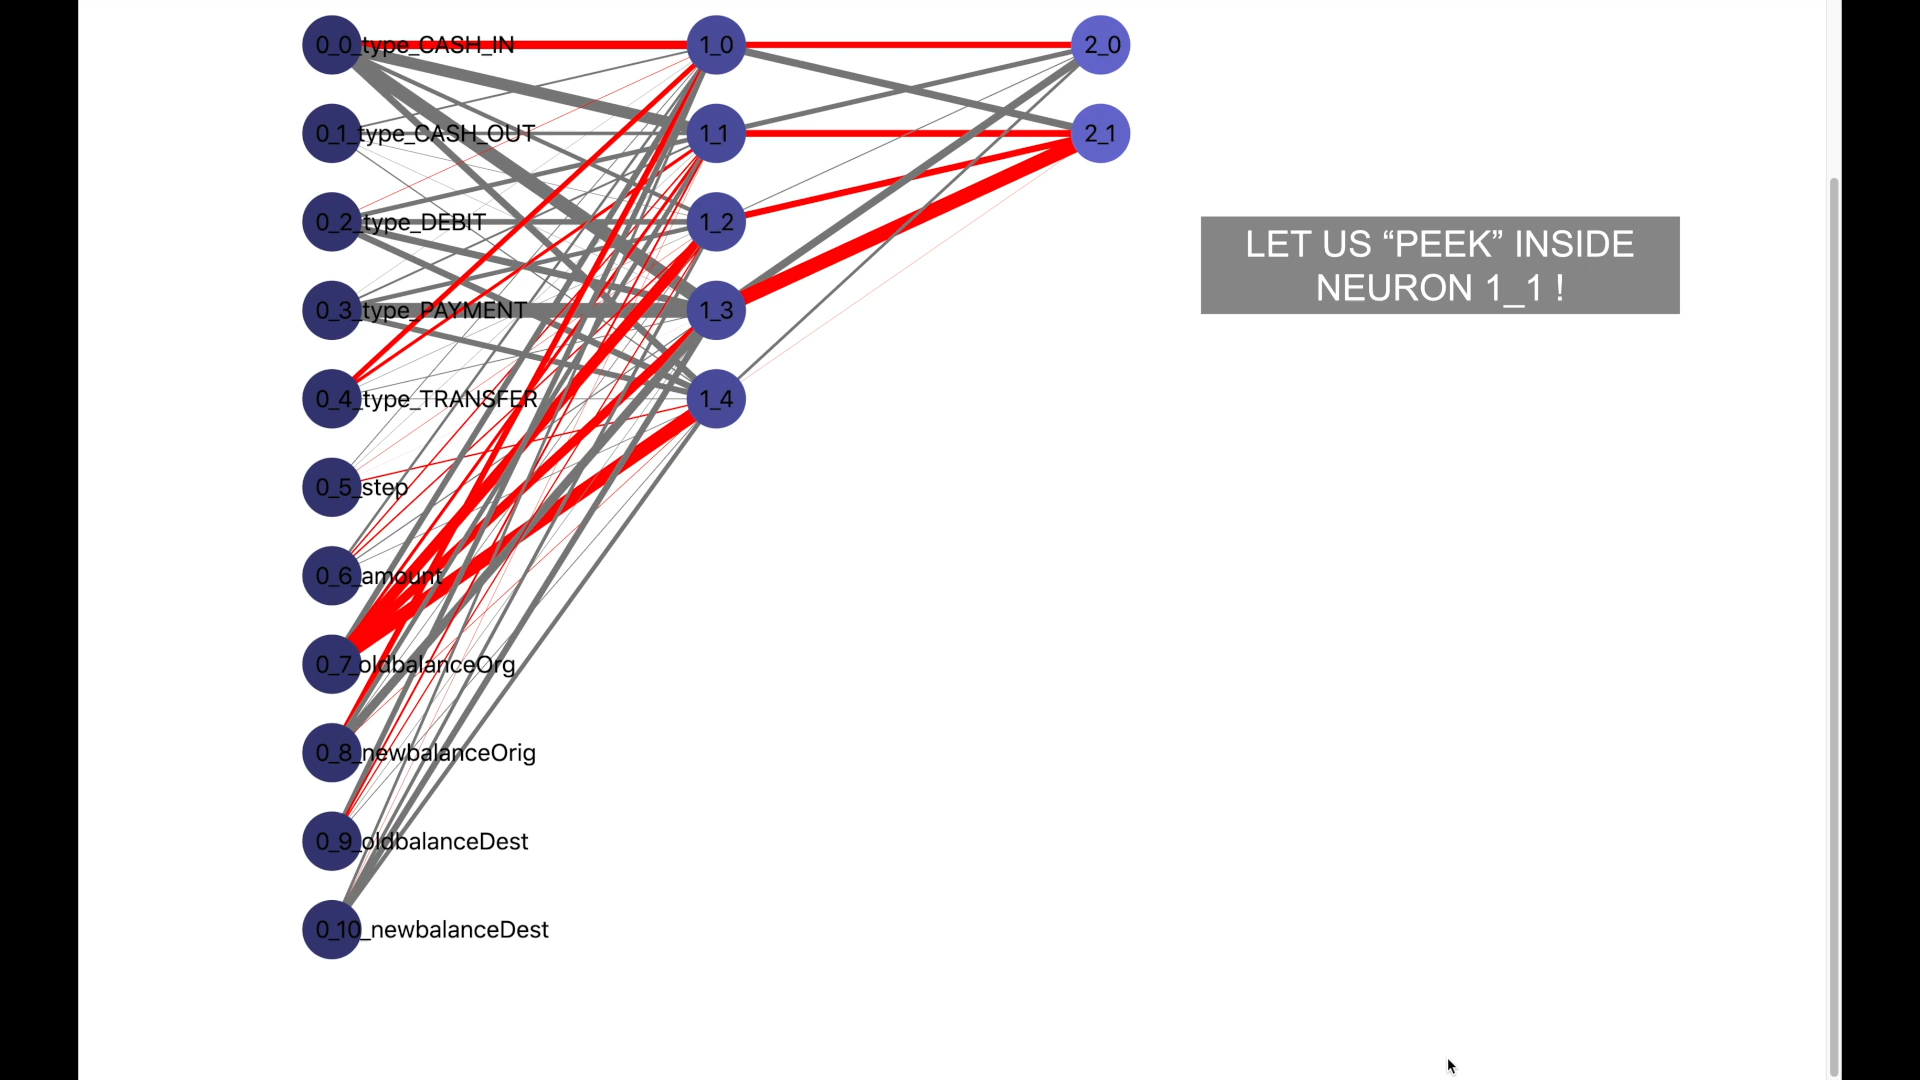 0_0_type_CASH_IN 1_0 2_0
0_1_type_CASH_OUT 1_1 2_1
0_2_type_DEBIT 1_2
LET US “PEEK” INSIDE
NEURON 1_1 !
0_3_type_PAYMENT 1_3
0_4_type_TRANSFER 1_4
0_5_step
0_6_amount
0_7_oldbalanceOrg
0_8_newbalanceOrig
0_9_oldbalanceDest
0_10_newbalanceDest